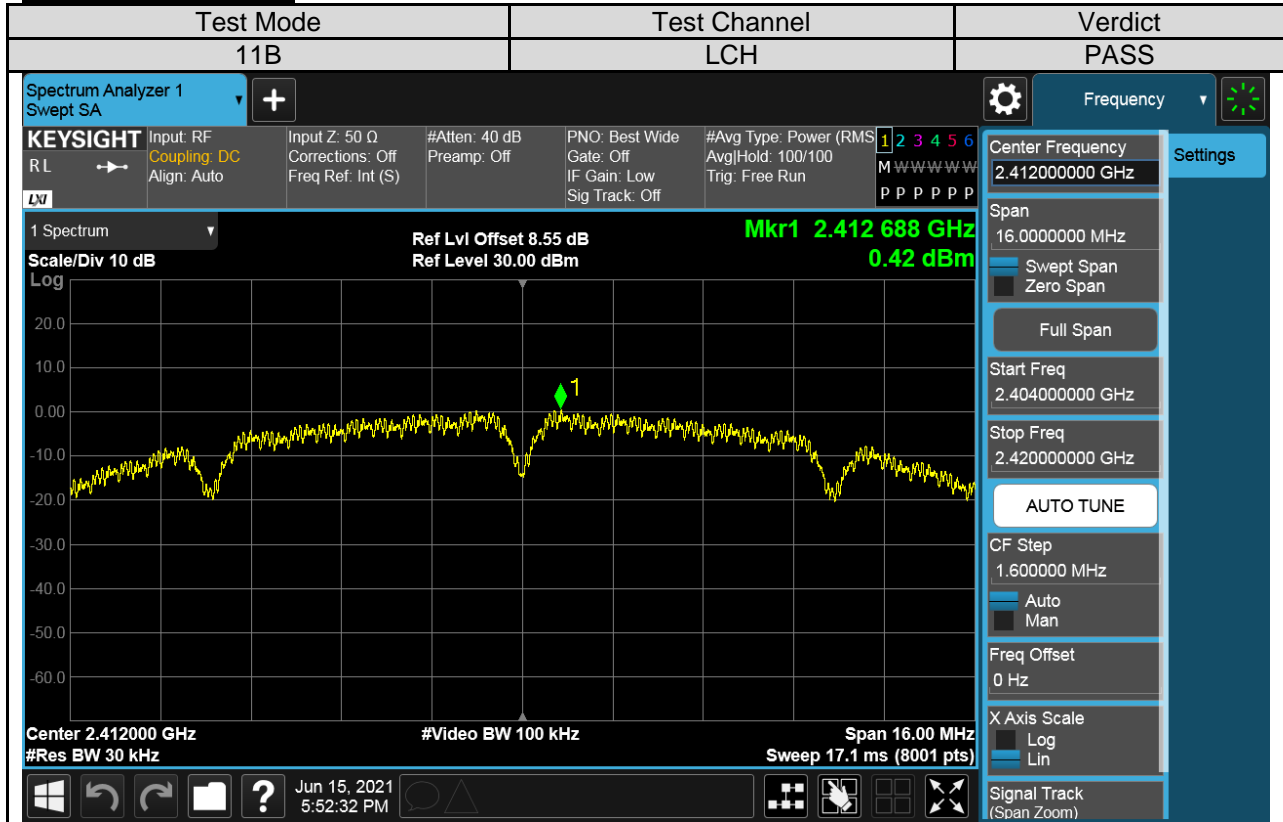 Test Mode Test Channel Verdict
11B LCH PASS
Spectrum Analyzer 1
Swept SA
+
Frequency
KEYSIGHT
R L
LXI
Input: RF
Coupling: DC
Align: Auto
Input Z: 50 Ω
Corrections: Off
Freq Ref: Int (S)
#Atten: 40 dB
Preamp: Off
PNO: Best Wide
Gate: Off
IF Gain: Low
Sig Track: Off
#Avg Type: Power (RMS
Avg|Hold: 100/100
Trig: Free Run
1 2 3 4 5 6
M W W W W W
P P P P P P
1 Spectrum
Scale/Div 10 dB
Log
Ref Lvl Offset 8.55 dB
Ref Level 30.00 dBm
Mkr1 2.412 688 GHz
0.42 dBm
20.0
10.0
1
0.00
-10.0
-20.0
-30.0
-40.0
-50.0
-60.0
Center 2.412000 GHz
#Res BW 30 kHz
#Video BW 100 kHz
Span 16.00 MHz
Sweep 17.1 ms (8001 pts)
Center Frequency
2.412000000 GHz
Settings
Span
16.0000000 MHz
Swept Span
Zero Span
Full Span
Start Freq
2.404000000 GHz
Stop Freq
2.420000000 GHz
AUTO TUNE
CF Step
1.600000 MHz
Auto
Man
Freq Offset
0 Hz
X Axis Scale
Log
Lin
Signal Track
(Span Zoom)
?
Jun 15, 2021
5:52:32 PM